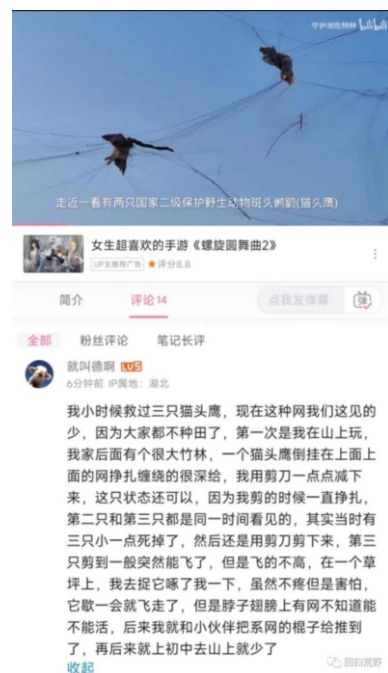 守护濒危物种 bilibili
走近一看有两只国家二级保护野生动物斑头鸺鹠(猫头鹰)
女生超喜欢的手游《螺旋圆舞曲2》
UP主推荐广告 评分8.8
简介 评论 14 点我发弹幕 弹
全部 粉丝评论 笔记长评
就叫德啊 LV5
6分钟前 IP属地：湖北
我小时候救过三只猫头鹰，现在这种网我们这见的
少，因为大家都不种田了，第一次是我在山上玩，
我家后面有个很大竹林，一个猫头鹰倒挂在上面上
面的网挣扎缠绕的很深给，我用剪刀一点点减下
来，这只状态还可以，因为我剪的时候一直挣扎，
第二只和第三只都是同一时间看见的，其实当时有
三只小一点死掉了，然后还是用剪刀剪下来，第三
只剪到一般突然能飞了，但是飞的不高，在一个草
坪上，我去捉它啄了我一下，虽然不疼但是害怕，
它歇一会就飞走了，但是脖子翅膀上有网不知道能
不能活，后来我就和小伙伴把系网的棍子给推到
了，再后来就上初中去山上就少了
收起
回归荒野